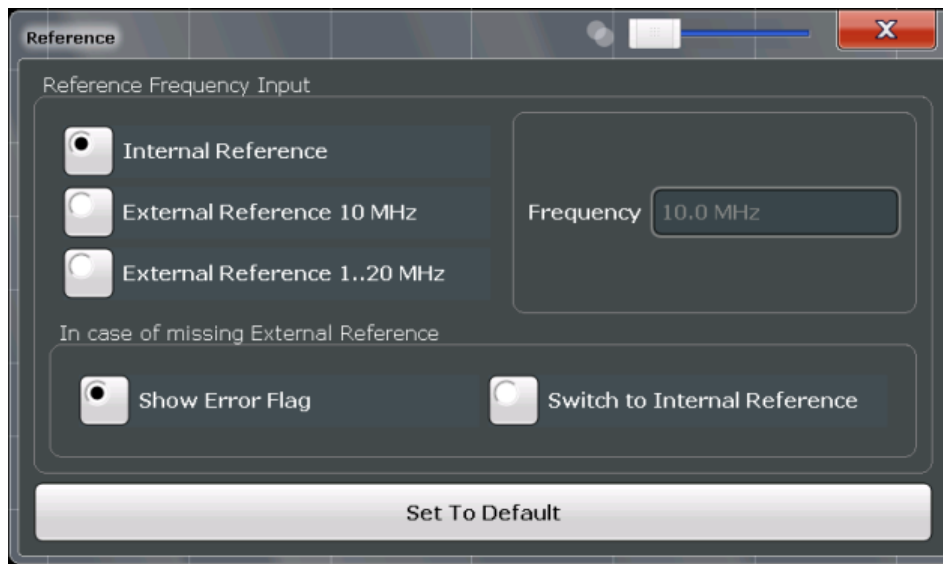 Reference
Reference Frequency Input
Internal Reference
External Reference 10 MHz
Frequency 10.0 MHz
External Reference 1..20 MHz
In case of missing External Reference
Show Error Flag
Switch to Internal Reference
Set To Default